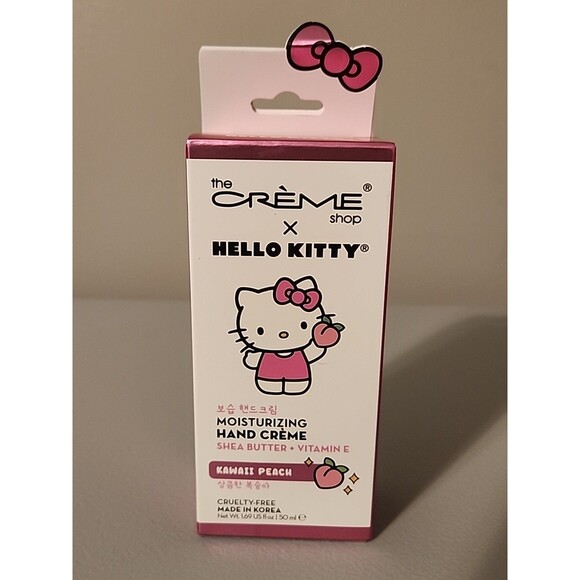 the
CRÈME®
shop
×
HELLO KITTY®
보습 핸드크림
MOISTURIZING
HAND CRÈME
SHEA BUTTER + VITAMIN E
KAWAII PEACH
상큼한 복숭아
CRUELTY-FREE
MADE IN KOREA
Net Wt. 1.69 US fl oz | 50 ml ℮